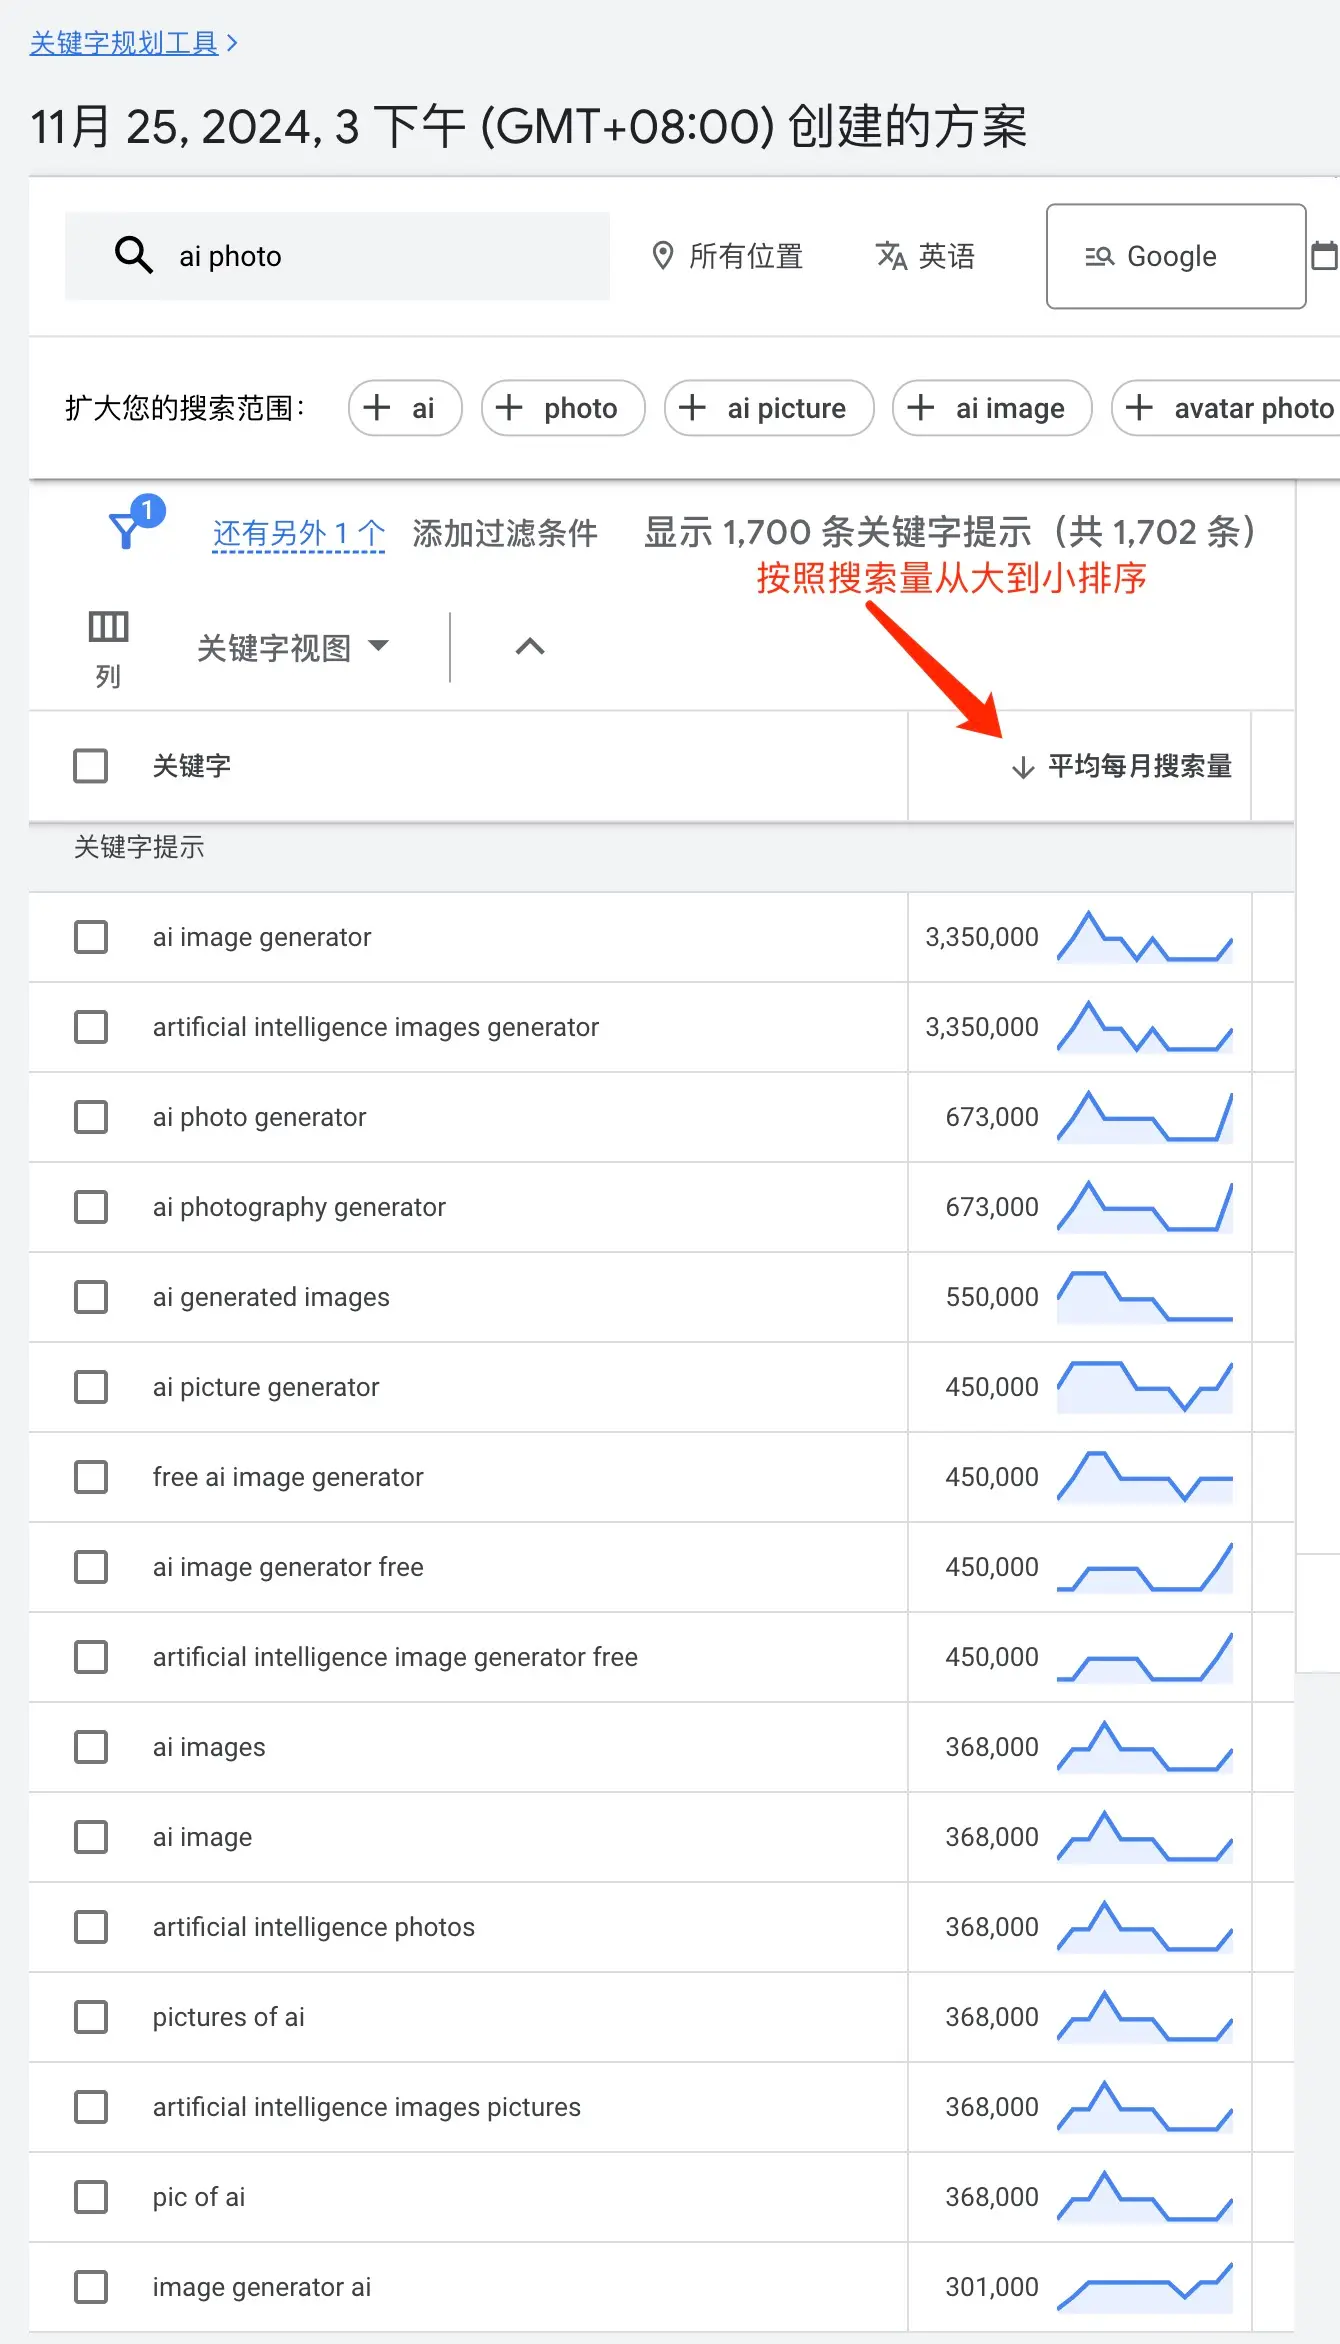 关键字规划工具
11月 25, 2024, 3 下午 (GMT+08:00) 创建的方案
ai photo 所有位置 英语 Google
扩大您的搜索范围： ai photo ai picture ai image avatar photo
1 还有另外 1 个 添加过滤条件 显示 1,700 条关键字提示（共 1,702 条）
按照搜索量从大到小排序
列 关键字视图
关键字 平均每月搜索量
关键字提示
ai image generator 3,350,000
artificial intelligence images generator 3,350,000
ai photo generator 673,000
ai photography generator 673,000
ai generated images 550,000
ai picture generator 450,000
free ai image generator 450,000
ai image generator free 450,000
artificial intelligence image generator free 450,000
ai images 368,000
ai image 368,000
artificial intelligence photos 368,000
pictures of ai 368,000
artificial intelligence images pictures 368,000
pic of ai 368,000
image generator ai 301,000